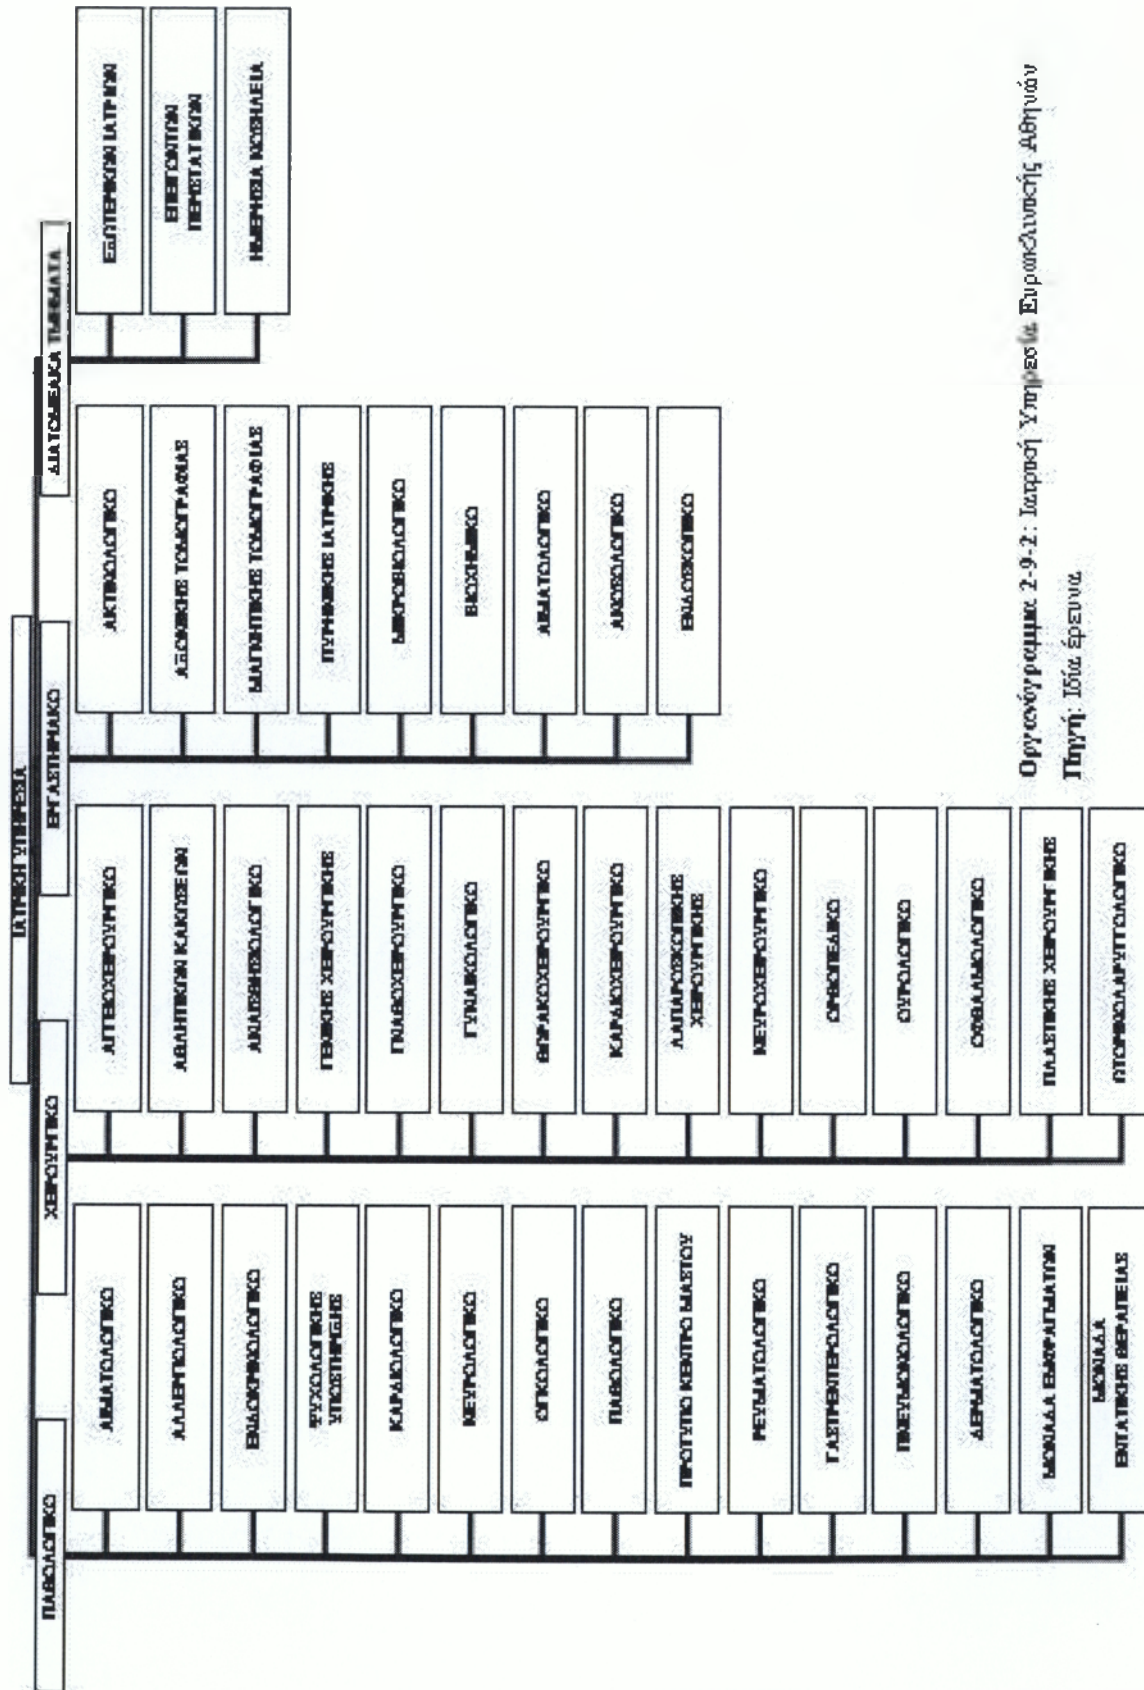 ΙΑΤΡΙΚΗ ΥΠΗΡΕΣΙΑ
ΠΑΘΟΛΟΓΙΚΟ
ΑΙΜΑΤΟΛΟΓΙΚΟ
ΑΛΛΕΡΓΙΟΛΟΓΙΚΟ
ΕΝΔΟΚΡΙΝΟΛΟΓΙΚΟ
ΨΥΧΟΛΟΓΙΚΗΣ
ΥΠΟΣΤΗΡΙΞΗΣ
ΚΑΡΔΙΟΛΟΓΙΚΟ
ΝΕΥΡΟΛΟΓΙΚΟ
ΟΓΚΟΛΟΓΙΚΟ
ΠΑΘΟΛΟΓΙΚΟ
ΠΡΟΤΥΠΟ ΚΕΝΤΡΟ ΜΑΣΤΟΥ
ΡΕΥΜΑΤΟΛΟΓΙΚΟ
ΓΑΣΤΡΕΝΤΕΡΟΛΟΓΙΚΟ
ΠΝΕΥΜΟΝΟΛΟΓΙΚΟ
ΔΕΡΜΑΤΟΛΟΓΙΚΟ
ΜΟΝΑΔΑ ΕΜΦΡΑΓΜΑΤΩΝ
ΜΟΝΑΔΑ
ΕΝΤΑΤΙΚΗΣ ΘΕΡΑΠΕΙΑΣ
ΧΕΙΡΟΥΡΓΙΚΟ
ΑΓΓΕΙΟΧΕΙΡΟΥΡΓΙΚΟ
ΑΘΛΗΤΙΚΩΝ ΚΑΚΩΣΕΩΝ
ΑΝΑΙΣΘΗΣΙΟΛΟΓΙΚΟ
ΓΕΝΙΚΗΣ ΧΕΙΡΟΥΡΓΙΚΗΣ
ΓΝΑΘΟΧΕΙΡΟΥΡΓΙΚΟ
ΓΥΝΑΙΚΟΛΟΓΙΚΟ
ΘΩΡΑΚΟΧΕΙΡΟΥΡΓΙΚΟ
ΚΑΡΔΙΟΧΕΙΡΟΥΡΓΙΚΟ
ΛΑΠΑΡΟΣΚΟΠΙΚΗΣ
ΧΕΙΡΟΥΡΓΙΚΗΣ
ΝΕΥΡΟΧΕΙΡΟΥΡΓΙΚΟ
ΟΡΘΟΠΕΔΙΚΟ
ΟΥΡΟΛΟΓΙΚΟ
ΟΦΘΑΛΜΟΛΟΓΙΚΟ
ΠΛΑΣΤΙΚΗΣ ΧΕΙΡΟΥΡΓΙΚΗΣ
ΩΤΟΡΙΝΟΛΑΡΥΓΓΟΛΟΓΙΚΟ
ΕΡΓΑΣΤΗΡΙΑΚΟ
ΑΚΤΙΝΟΛΟΓΙΚΟ
ΑΞΟΝΙΚΗΣ ΤΟΜΟΓΡΑΦΙΑΣ
ΜΑΓΝΗΤΙΚΗΣ ΤΟΜΟΓΡΑΦΙΑΣ
ΠΥΡΗΝΙΚΗΣ ΙΑΤΡΙΚΗΣ
ΜΙΚΡΟΒΙΟΛΟΓΙΚΟ
ΒΙΟΧΗΜΙΚΟ
ΑΙΜΑΤΟΛΟΓΙΚΟ
ΑΝΟΣΟΛΟΓΙΚΟ
ΕΝΔΟΣΚΟΠΙΚΟ
ΔΙΑΤΟΜΕΑΚΑ ΤΜΗΜΑΤΑ
ΕΞΩΤΕΡΙΚΩΝ ΙΑΤΡΕΙΩΝ
ΕΠΕΙΓΟΝΤΩΝ
ΠΕΡΙΣΤΑΤΙΚΩΝ
ΗΜΕΡΗΣΙΑ ΝΟΣΗΛΕΙΑ
Οργανόγραμμα 2-9-2: Ιατρική Υπηρεσία Ευρωκλινικής Αθηνών
Πηγή: Ιδία έρευνα